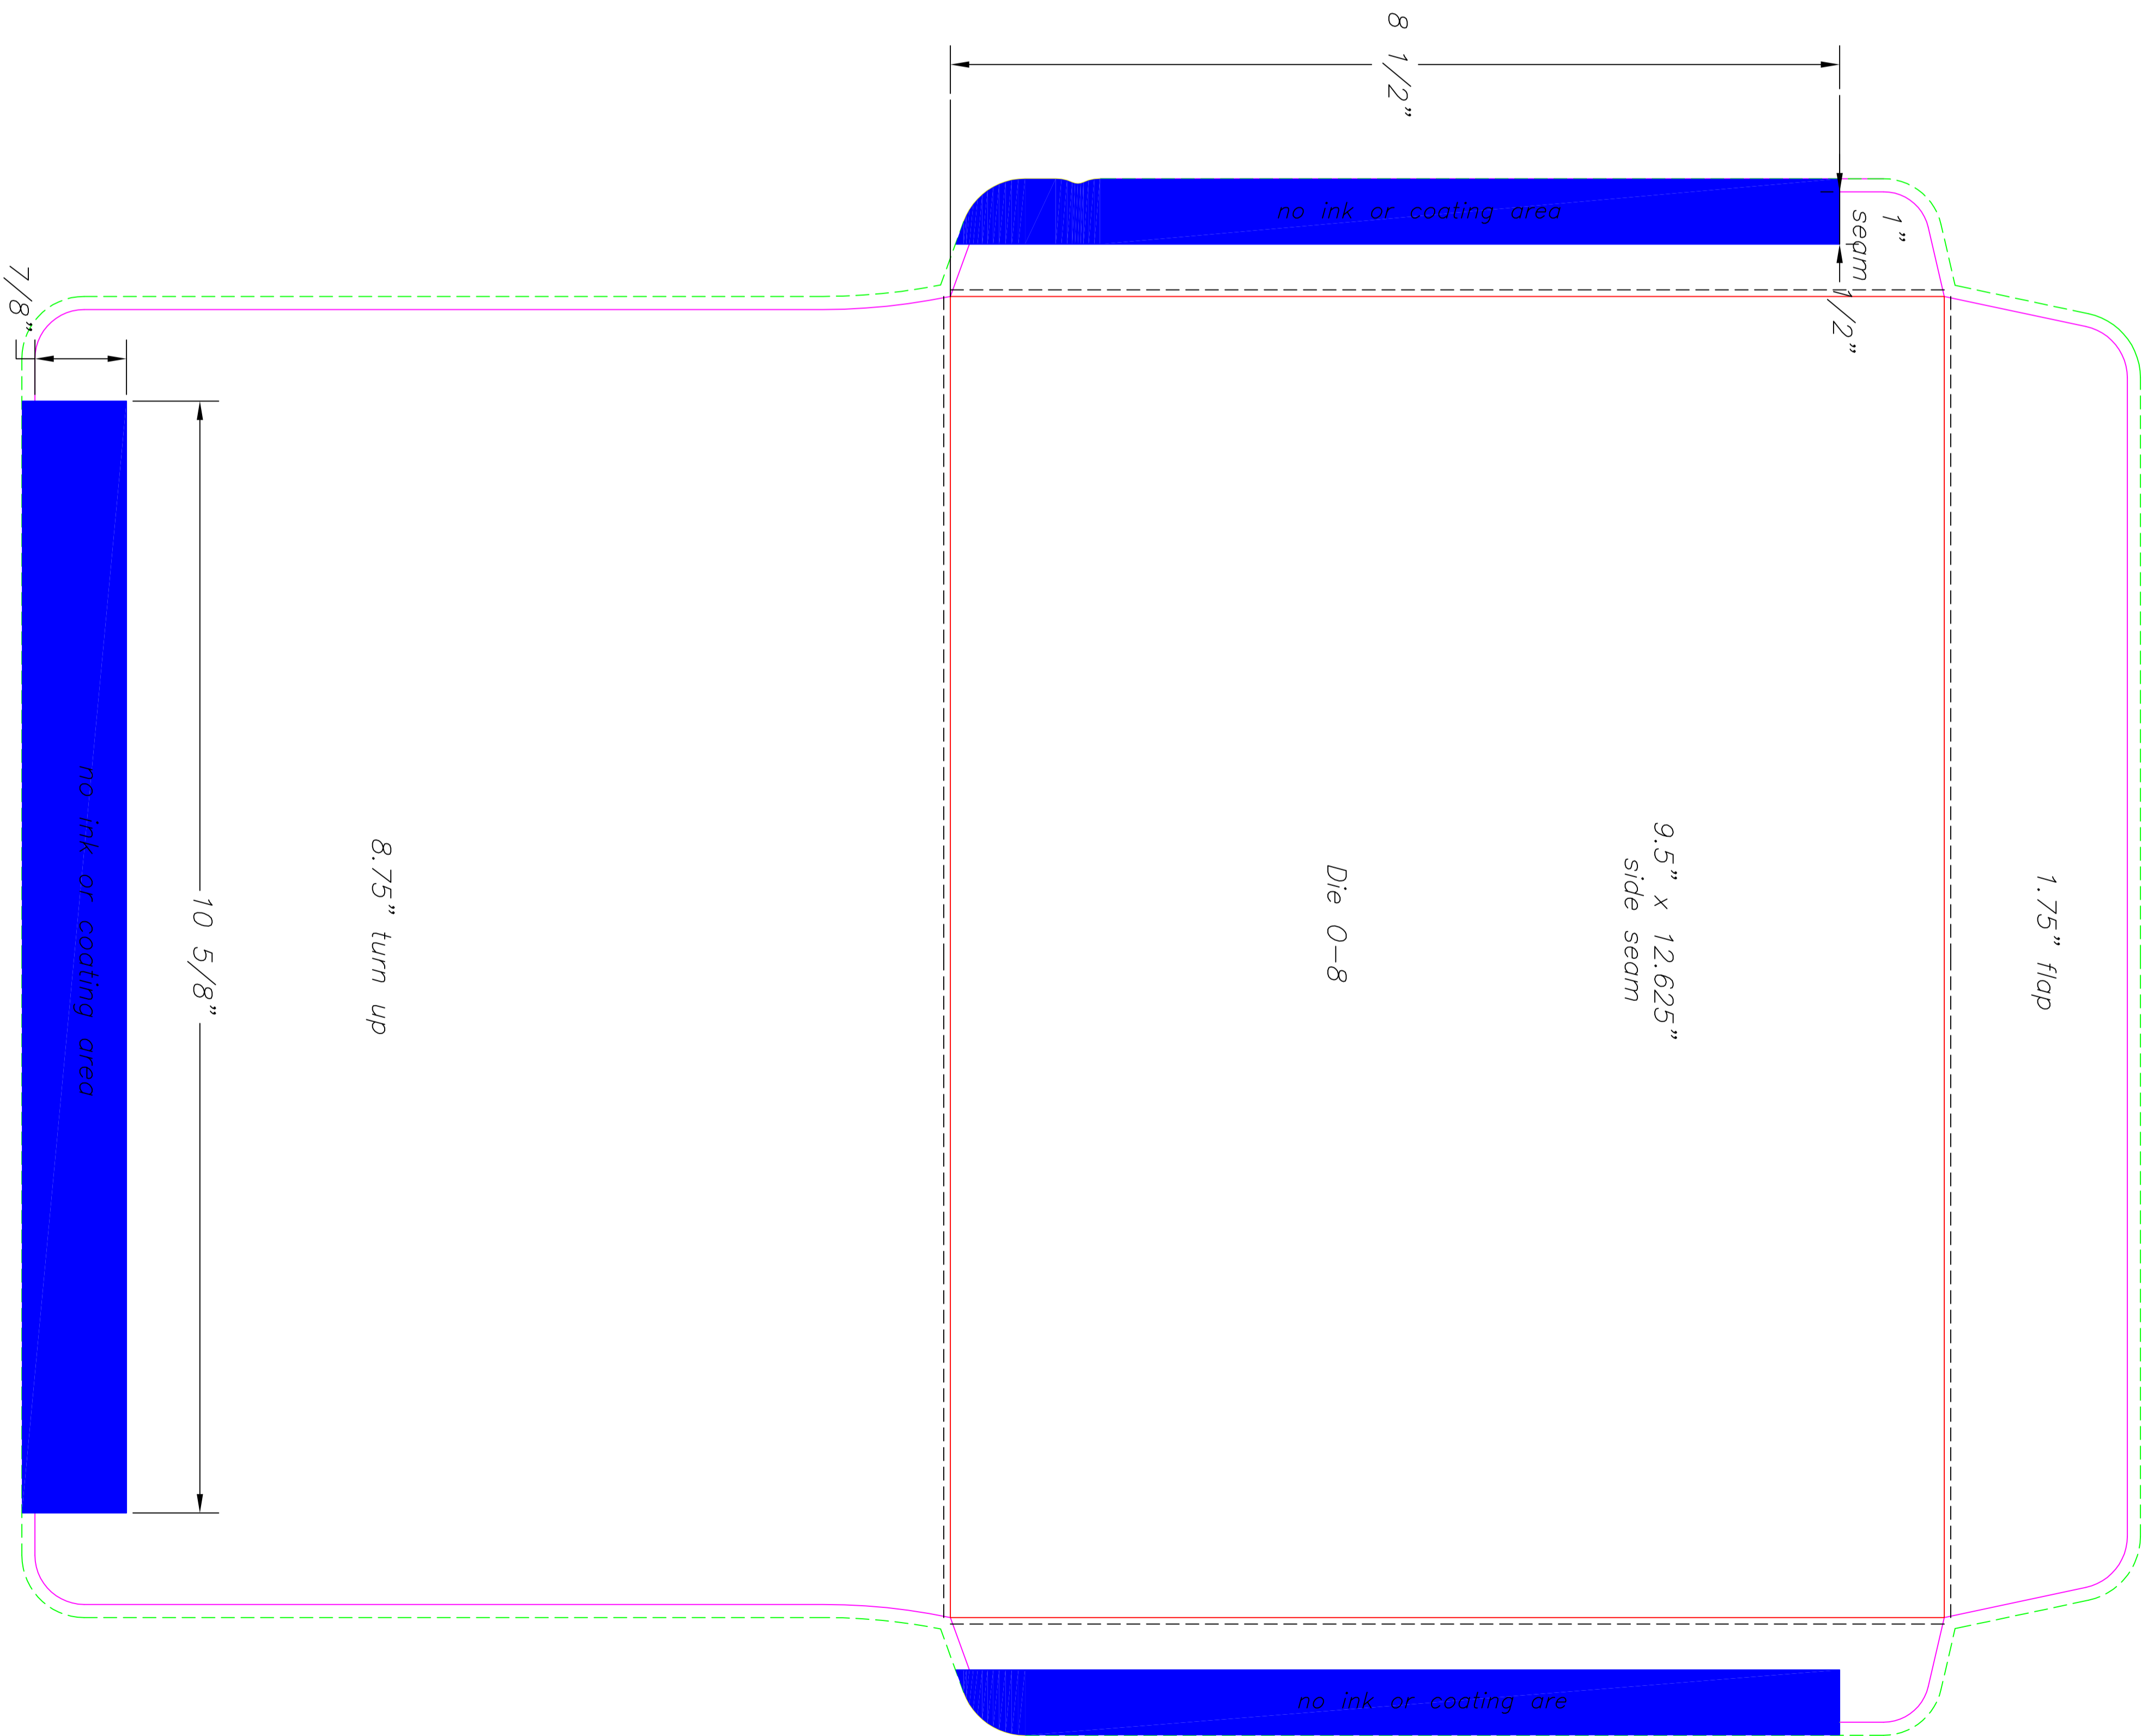 8 1/2"
no ink or coating area
1"
seam
1/2"
7/8"
1.75" flap
9.5" x 12.625"
side seam
Die O-8
8.75" turn up
10 5/8"
no ink or coating area
no ink or coating are